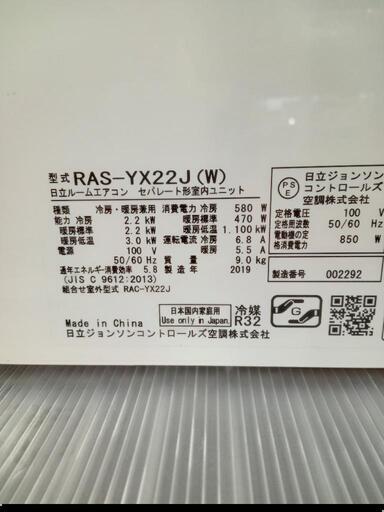 型式 RAS-YX22J(W)
日立ルームエアコン セパレート形室内ユニット
種類 冷房・暖房兼用 消費電力冷房 580 W
能力 冷房 2.2 kW 暖房標準 470 W
暖房標準 2.2 kW 暖房低温 1.100 kW
暖房低温 3.0 kW 運転電流冷房 6.8 A
電源 100 V 暖房標準 5.5 A
50/60 Hz 質量 9.0 kg
通年エネルギー消費効率 5.8 製造年 2019
(JIS C 9612:2013)
組合せ室外形式 RAC-YX22J
日本国内家庭用
Use only in Japan
冷媒
R32
Made in China
日立ジョンソンコントロールズ空調株式会社
PS
E
日立ジョンソン
コントロールズ
空調株式会社
定格電圧 100 V
定格周波数 50/60 Hz
電動機の定
格消費電力 850 W
製造番号 002292
G